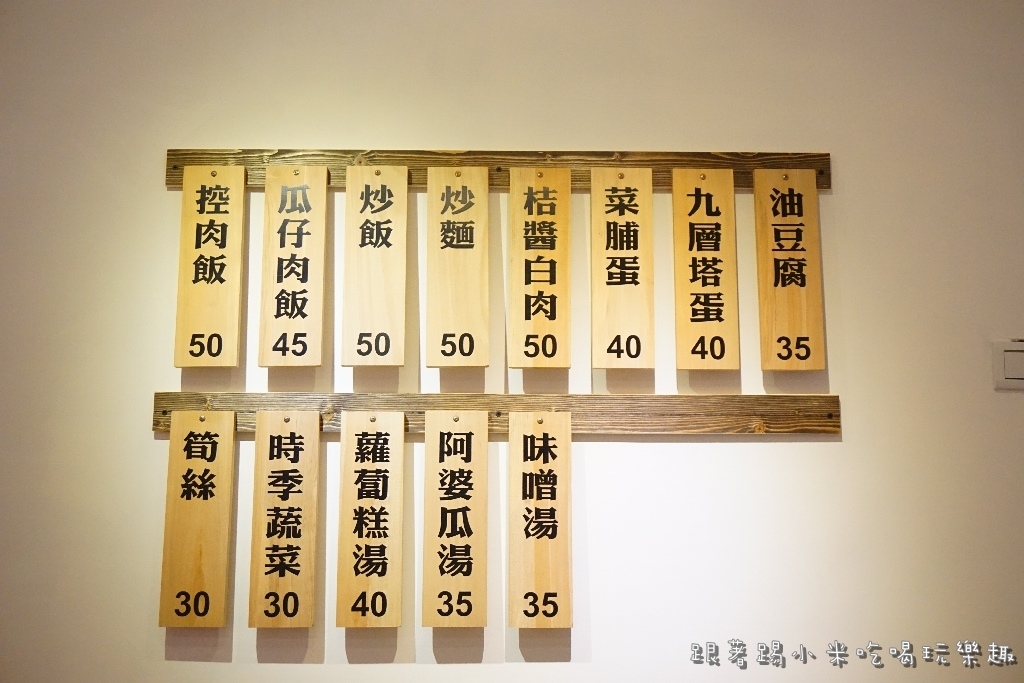 控肉飯 50
瓜仔肉飯 45
炒飯 50
炒麵 50
桔醬白肉 50
菜脯蛋 40
九層塔蛋 40
油豆腐 35
筍絲 30
時季蔬菜 30
蘿蔔糕湯 40
阿婆瓜湯 35
味噌湯 35
跟著踢小米吃喝玩樂趣